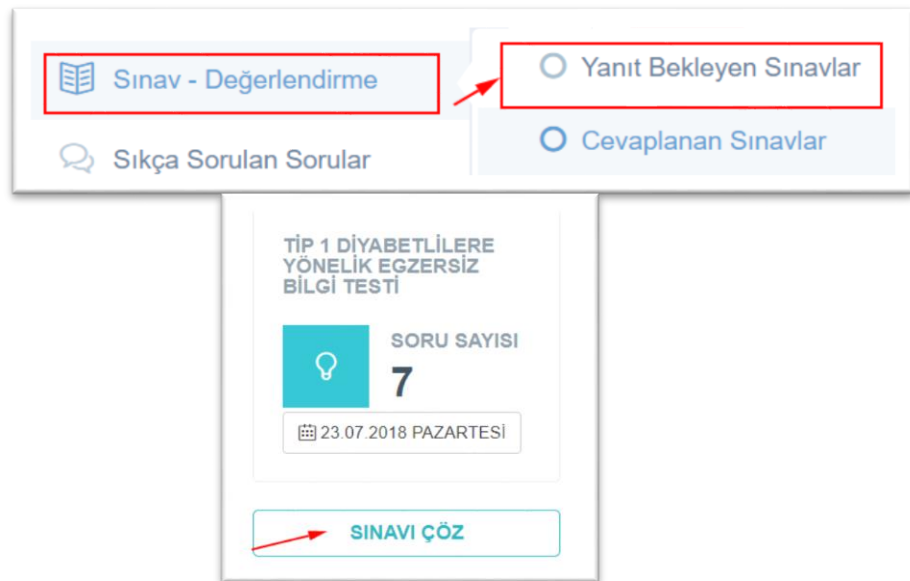 Sınav - Değerlendirme
Yanıt Bekleyen Sınavlar
Sıkça Sorulan Sorular
Cevaplanan Sınavlar
TİP 1 DİYABETLİLERE
YÖNELİK EGZERSİZ
BİLGİ TESTİ
SORU SAYISI
7
23.07.2018 PAZARTESİ
SINAVI ÇÖZ